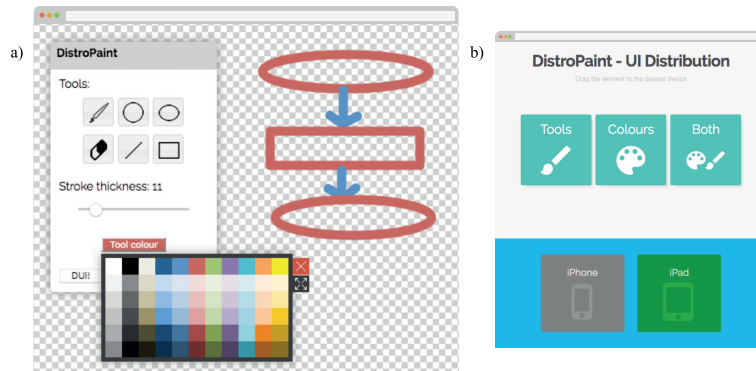 a)
DistroPaint
Tools:
Stroke thickness: 11
Tool colour
DUI!
b)
DistroPaint - UI Distribution
Drag the element to the desired device
Tools Colours Both
iPhone iPad